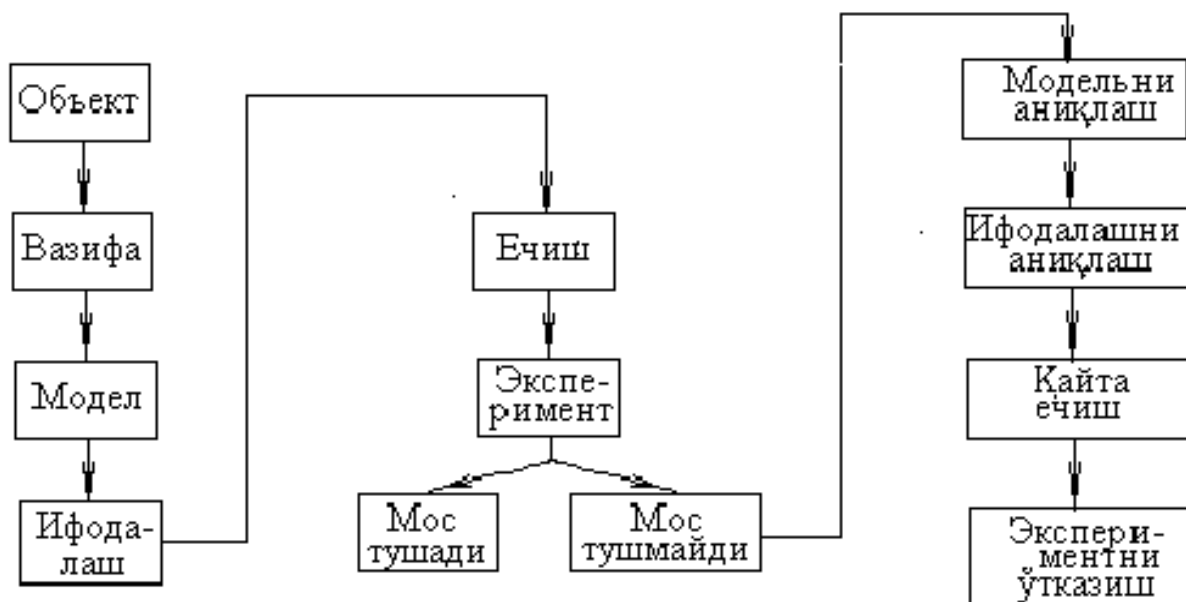 Объект
Вазифа
Модел
Ифода-
лаш
Ечиш
Экспе-
римент
Мос
тушади
Мос
тушмайди
Модельни
аниқлаш
Ифодалашни
аниқлаш
Қайта
ечиш
Экспери-
ментни
ўтказиш